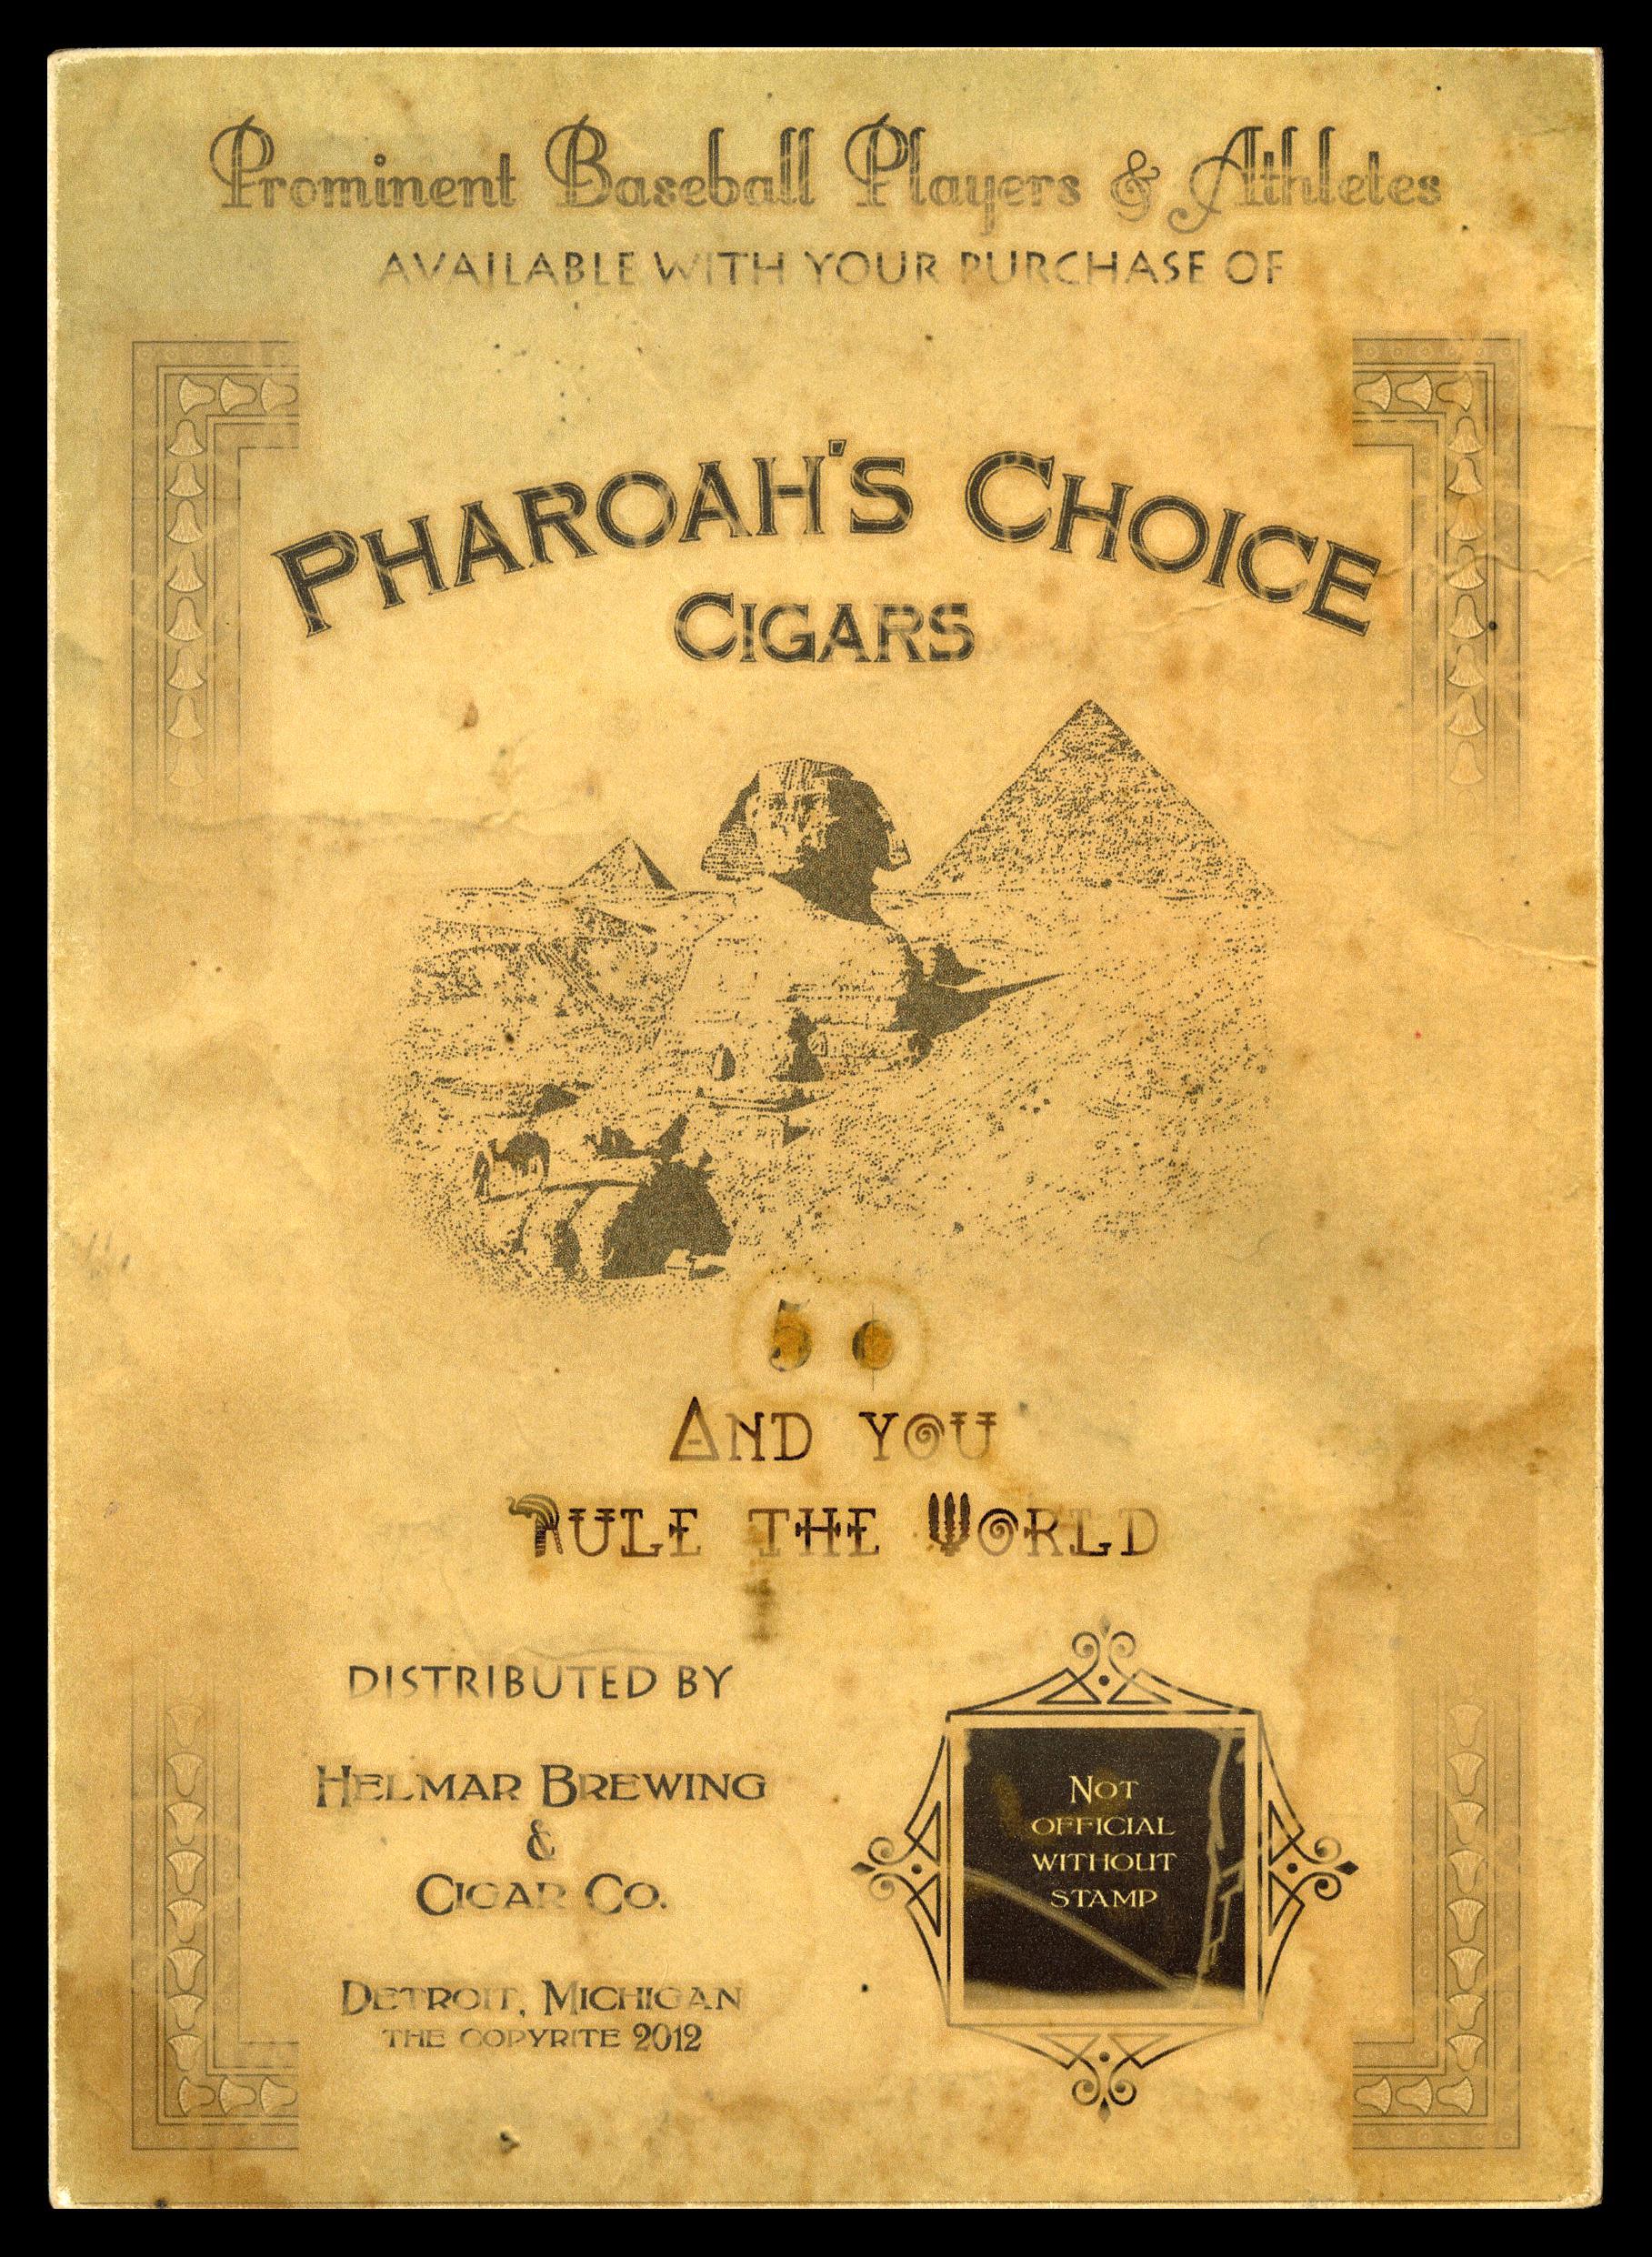 Prominent Baseball Players & Athletes
AVAILABLE WITH YOUR PURCHASE OF
PHAROAH'S CHOICE
CIGARS
5 ¢
AND YOU
RULE THE WORLD
DISTRIBUTED BY
HELMAR BREWING
&
CIGAR CO.
DETROIT, MICHIGAN
THE COPYRITE 2012
NOT
OFFICIAL
WITHOUT
STAMP